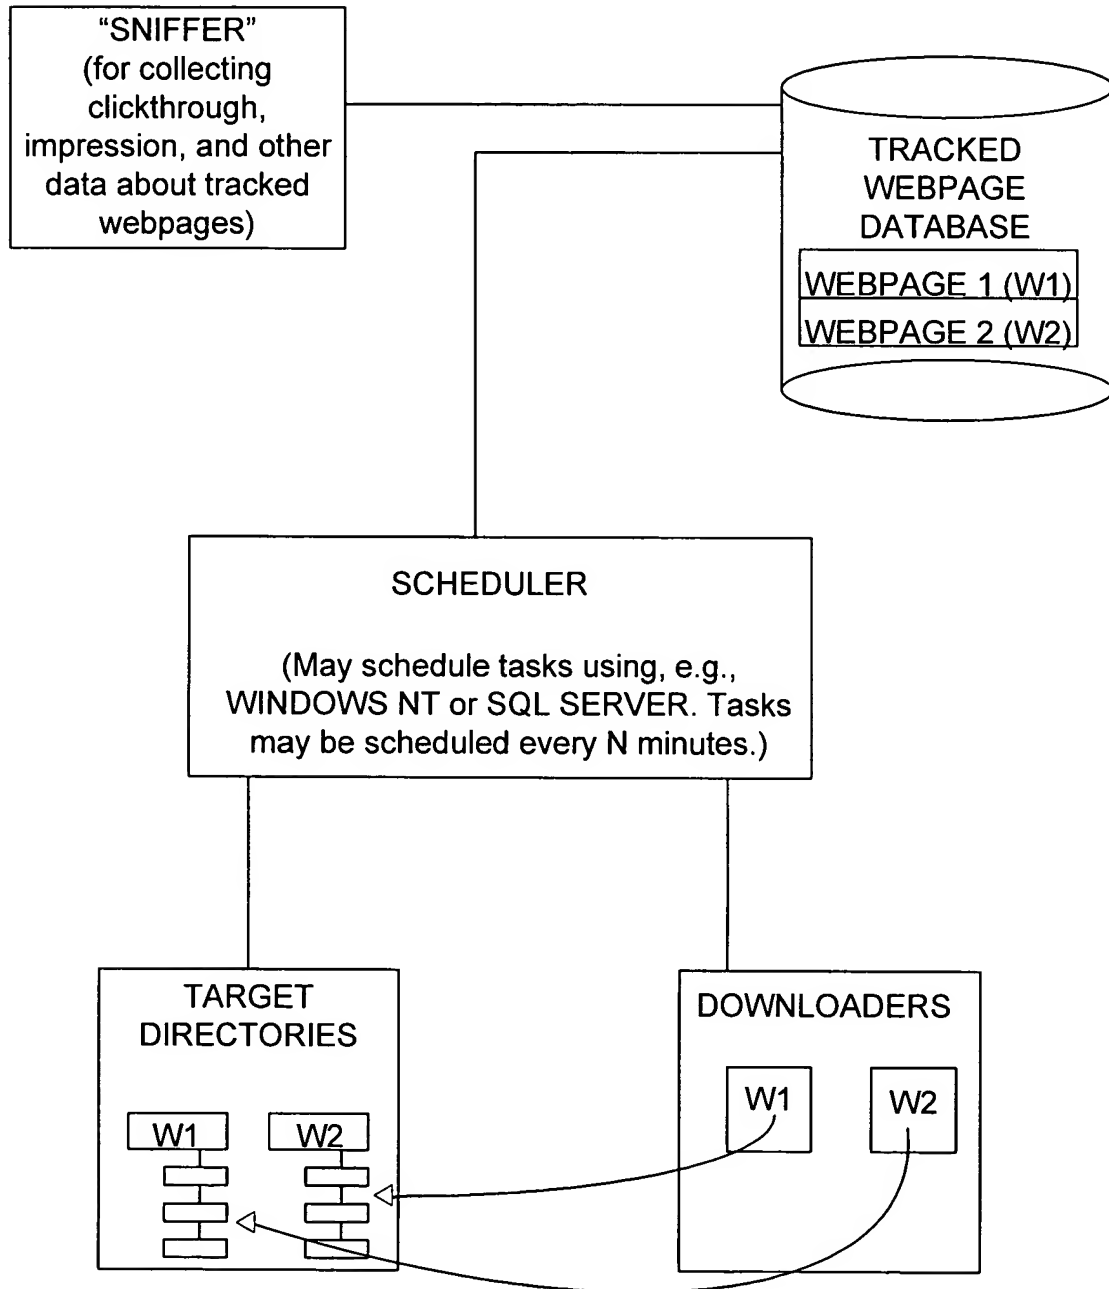 “SNIFFER”
(for collecting
clickthrough,
impression, and other
data about tracked
webpages)
TRACKED
WEBPAGE
DATABASE
WEBPAGE 1 (W1)
WEBPAGE 2 (W2)
SCHEDULER
(May schedule tasks using, e.g.,
WINDOWS NT or SQL SERVER. Tasks
may be scheduled every N minutes.)
TARGET
DIRECTORIES
W1
W2
DOWNLOADERS
W1
W2